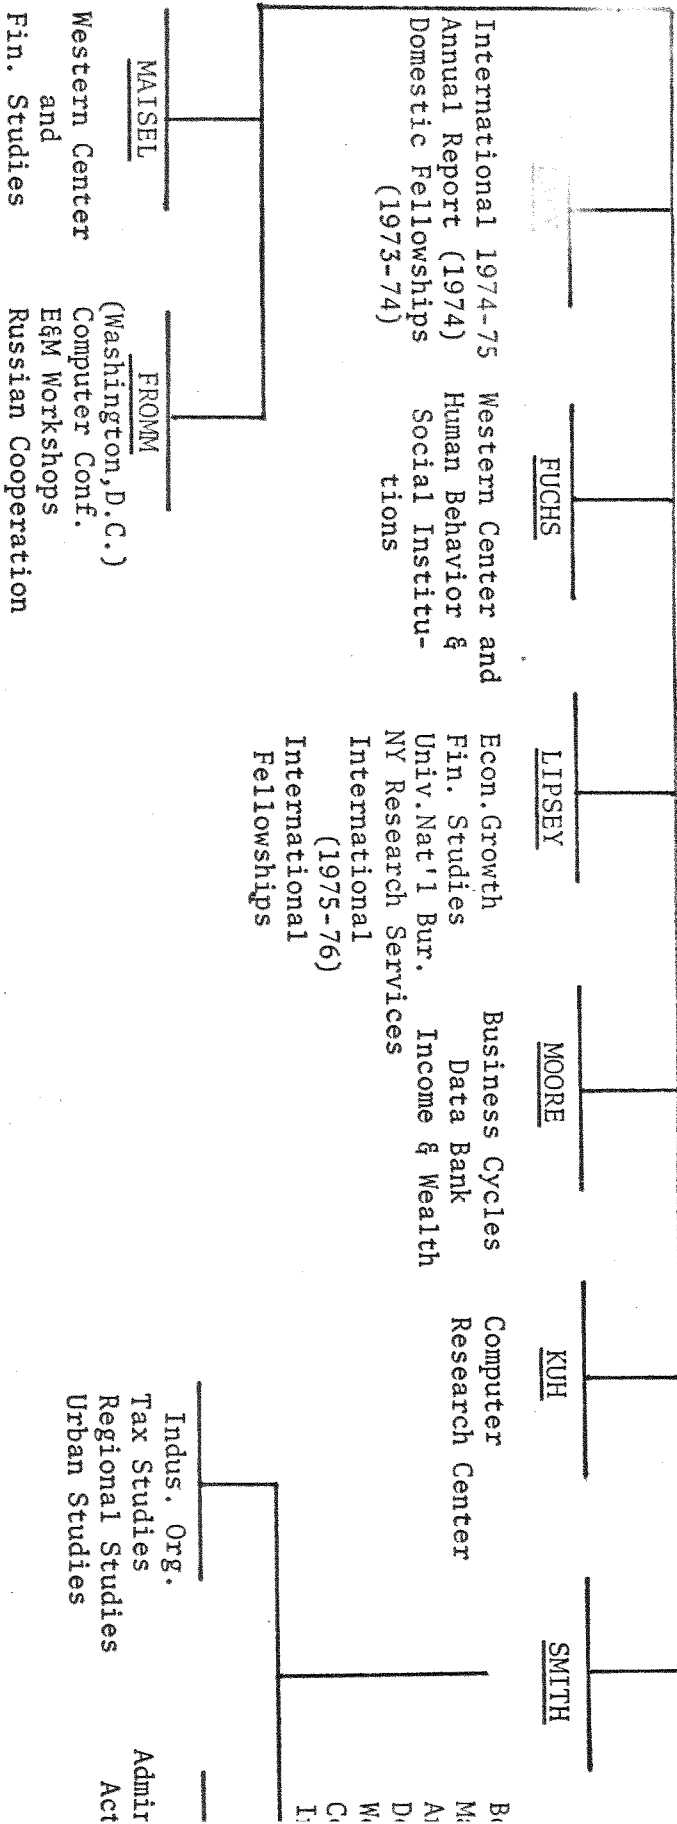 International 1974-75
Annual Report (1974)
Domestic Fellowships
(1973-74)
FUCHS
Western Center and
Human Behavior &
Social Institu-
tions
LIPSEY
Econ.Growth
Fin. Studies
Univ.Nat'l Bur.
NY Research Services
International
(1975-76)
International
Fellowships
MOORE
Business Cycles
Data Bank
Income & Wealth
KUH
Computer
Research Center
SMITH
MAISEL
Western Center
and
Fin. Studies
FROMM
(Washington,D.C.)
Computer Conf.
E&M Workshops
Russian Cooperation
Indus. Org.
Tax Studies
Regional Studies
Urban Studies
Act